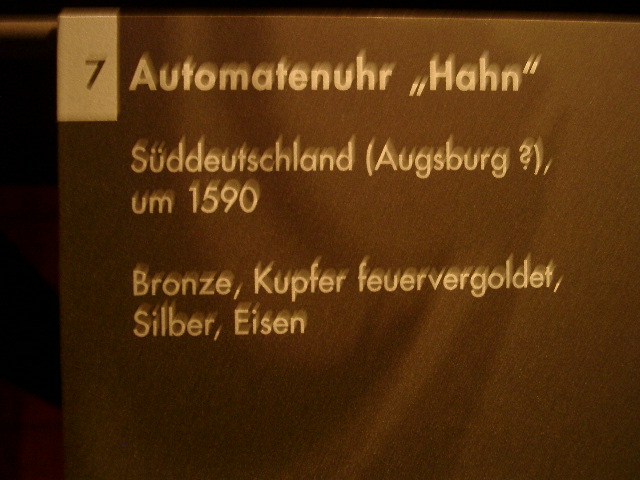 7 Automatenuhr „Hahn“
Süddeutschland (Augsburg ?),
um 1590
Bronze, Kupfer feuervergoldet,
Silber, Eisen